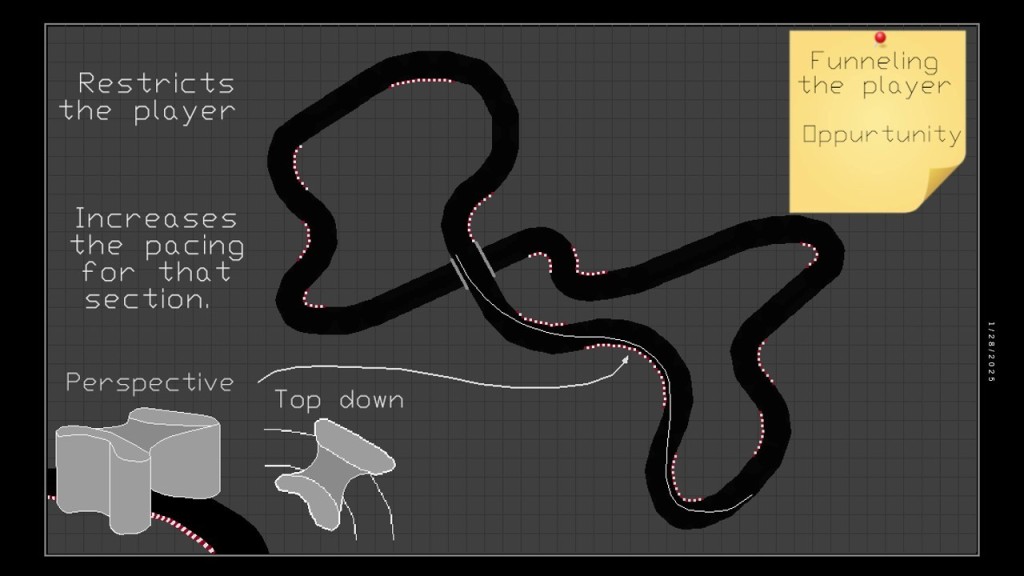 Restricts
the player
Increases
the pacing
for that
section.
Perspective
Top down
Funneling
the player
Oppurtunity
1/28/2025